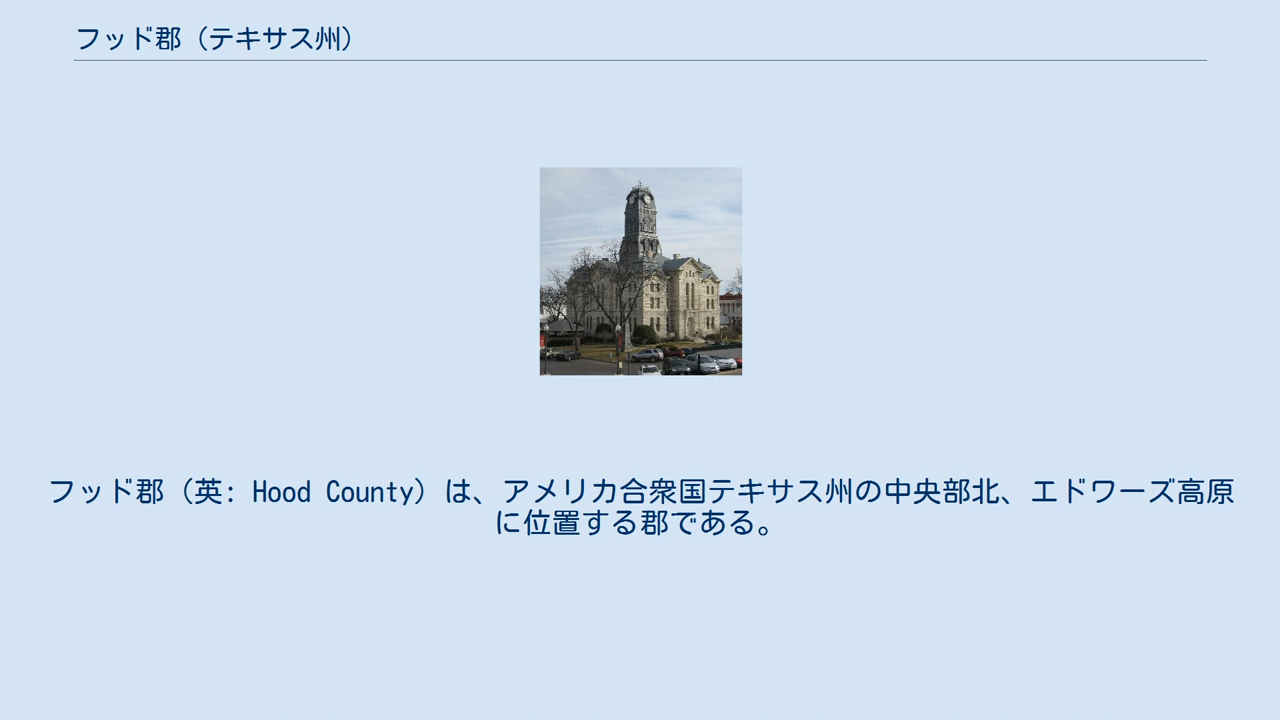 フッド郡（テキサス州）
フッド郡（英: Hood County）は、アメリカ合衆国テキサス州の中央部北、エドワーズ高原
に位置する郡である。